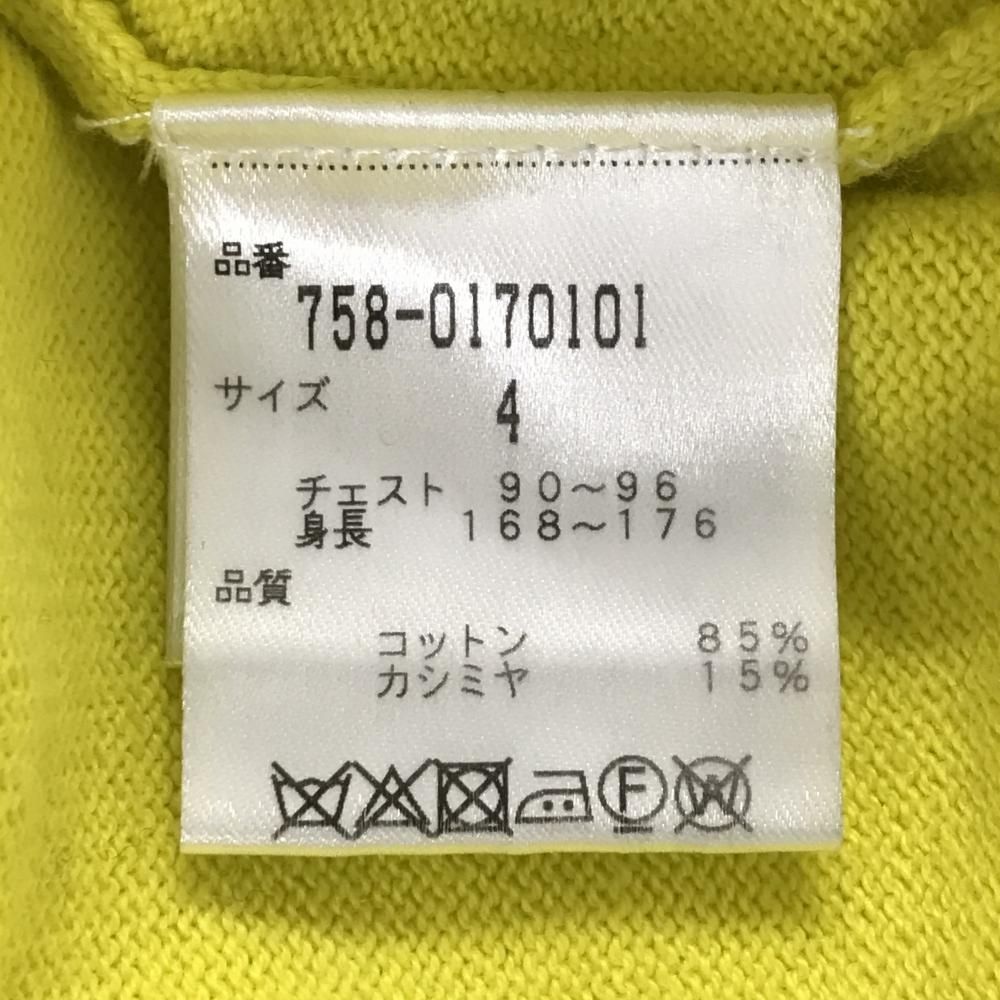 品番
758-0170101
サイズ 4
チェスト 90～96
身長 168～176
品質
コットン 85%
カシミヤ 15%
F W